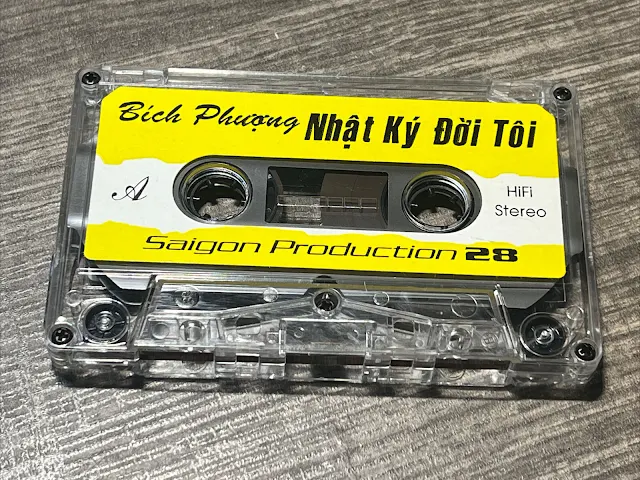 Bích Phượng Nhật Ký Đời Tôi
A
HiFi
Stereo
Saigon Production 28